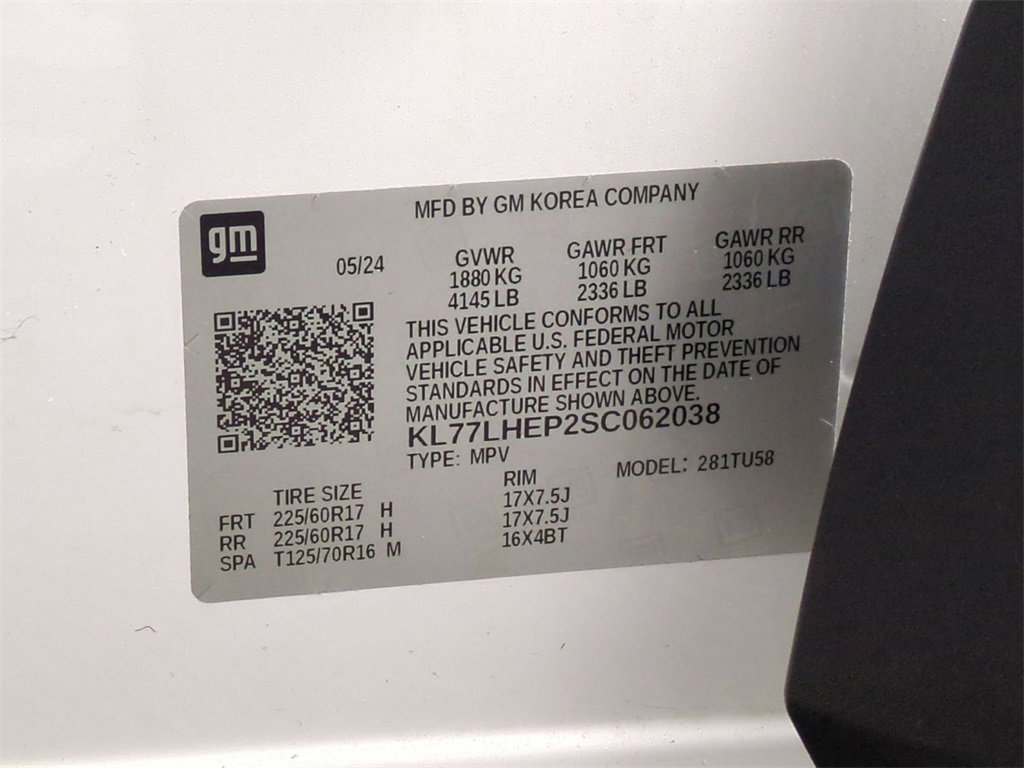 MFD BY GM KOREA COMPANY
gm
05/24
GVWR GAWR FRT GAWR RR
1880 KG 1060 KG 1060 KG
4145 LB 2336 LB 2336 LB
THIS VEHICLE CONFORMS TO ALL
APPLICABLE U.S. FEDERAL MOTOR
VEHICLE SAFETY AND THEFT PREVENTION
STANDARDS IN EFFECT ON THE DATE OF
MANUFACTURE SHOWN ABOVE.
KL77LHEP2SC062038
TYPE: MPV MODEL: 281TU58
TIRE SIZE RIM
FRT 225/60R17 H 17X7.5J
RR 225/60R17 H 17X7.5J
SPA T125/70R16 M 16X4BT